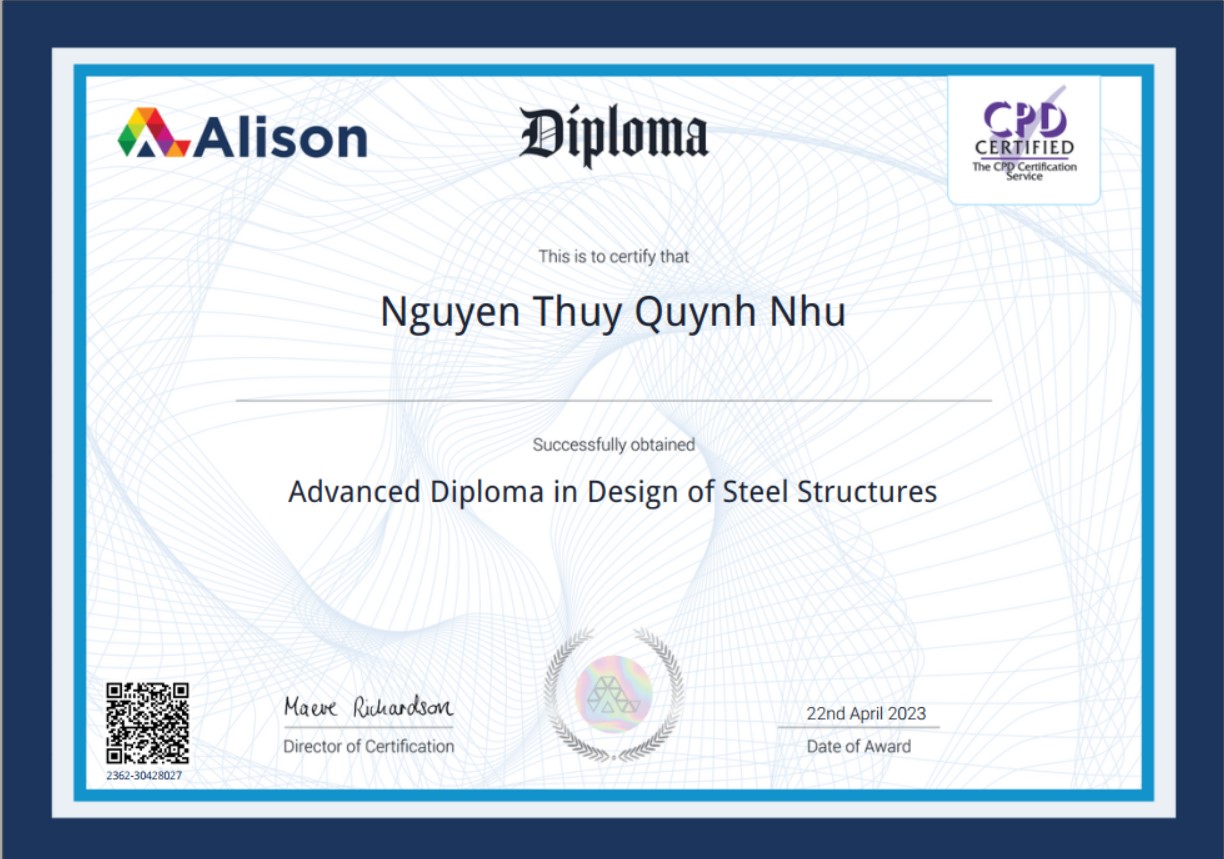 Alison
Diploma
CPD
CERTIFIED
The CPD Certification
Service
This is to certify that
Nguyen Thuy Quynh Nhu
Successfully obtained
Advanced Diploma in Design of Steel Structures
Maeve Richardson
Director of Certification
22nd April 2023
Date of Award
2362-30428027